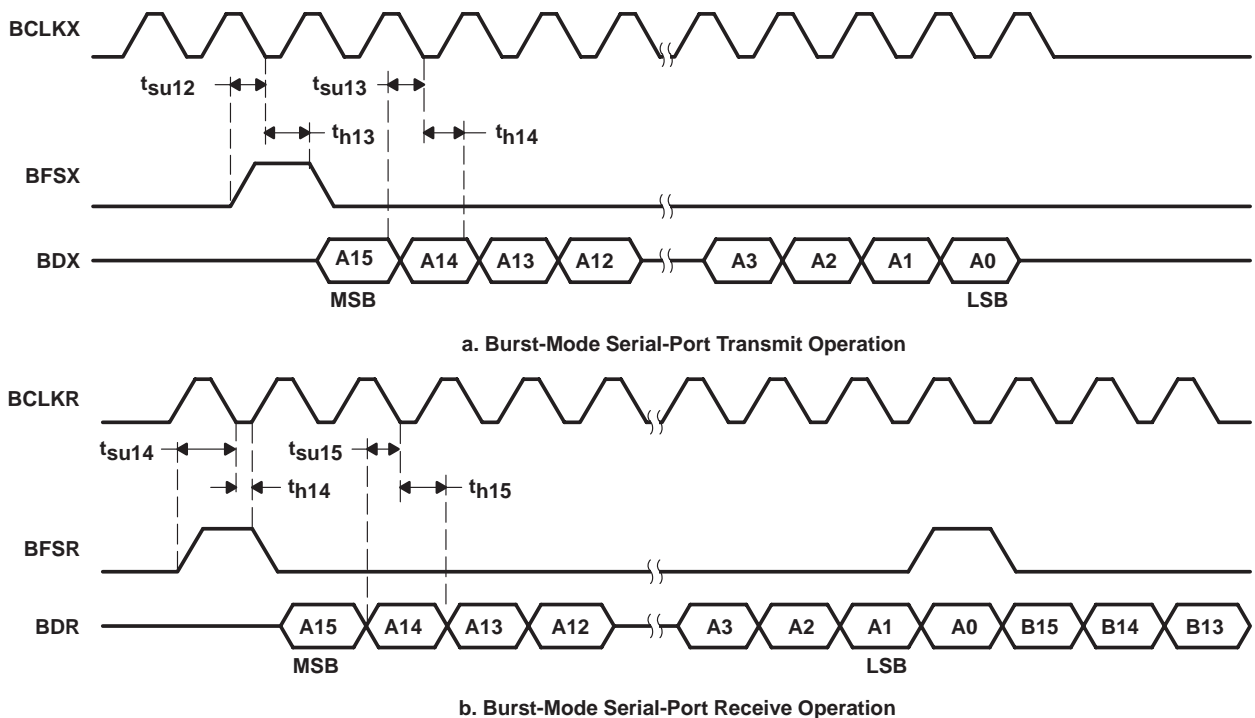 BCLKX
tsu12
tsu13
th13
th14
BFSX
BDX
A15 A14 A13 A12 A3 A2 A1 A0
MSB LSB
a. Burst-Mode Serial-Port Transmit Operation
BCLKR
tsu14
tsu15
th14
th15
BFSR
BDR
A15 A14 A13 A12 A3 A2 A1 A0 B15 B14 B13
MSB LSB
b. Burst-Mode Serial-Port Receive Operation